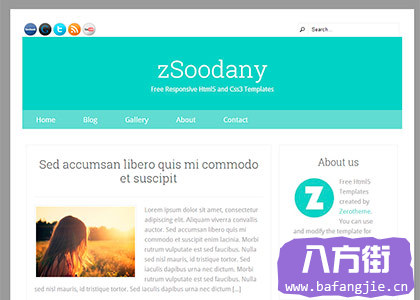 Search...
zSoodany
Free Responsive Html5 and Css3 Templates
Home Blog Gallery About Contact
Sed accumsan libero quis mi commodo
et suscipit
Lorem ipsum dolor sit amet, consectetur
adipiscing elit. Aliquam viverra convallis
auctor. Sed accumsan libero quis mi
commodo et suscipit enim lacinia. Morbi
rutrum vulputate est sed faucibus. Nulla
sed nisl mauris, id tristique tortor. Sed
iaculis dapibus urna nec dictum. Proin
non enim odio. Morbi rutrum vulputate est sed faucibus. Nulla
sed nisl mauris, id tristique tortor. Sed iaculis dapibus urna nec dictum [...]
About us
Z
Free Html5
Templates
created by
Zerotheme.
You can use
and modify the template for
八方街
www.bafangjie.cn